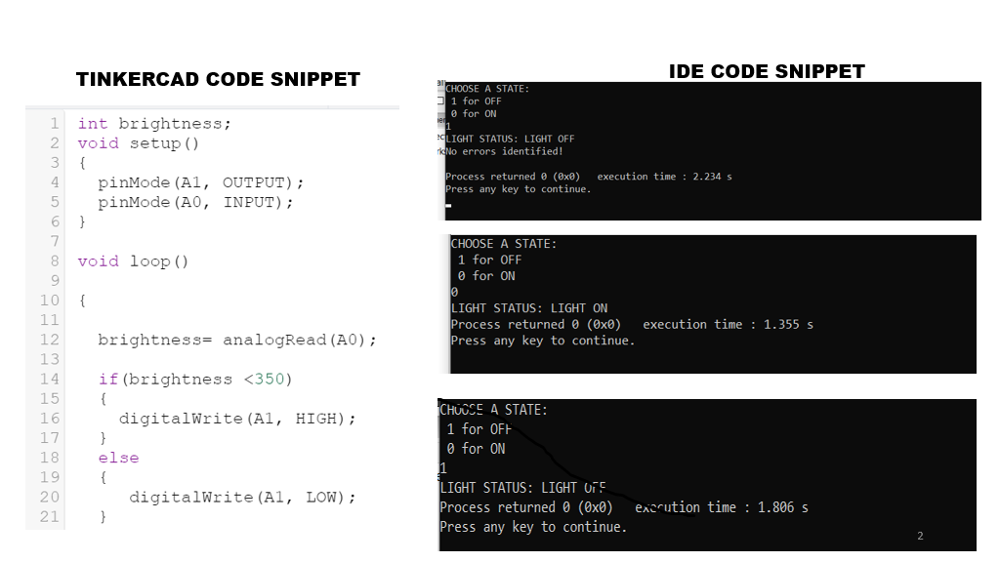 TINKERCAD CODE SNIPPET
1 int brightness;
2 void setup()
3 {
4 pinMode(A1, OUTPUT);
5 pinMode(A0, INPUT);
6 }
7
8 void loop()
9
10 {
11
12 brightness= analogRead(A0);
13
14 if(brightness <350)
15 {
16 digitalWrite(A1, HIGH);
17 }
18 else
19 {
20 digitalWrite(A1, LOW);
21 }
IDE CODE SNIPPET
CHOOSE A STATE:
1 for OFF
0 for ON
1
LIGHT STATUS: LIGHT OFF
No errors identified!
Process returned 0 (0x0) execution time : 2.234 s
Press any key to continue.
CHOOSE A STATE:
1 for OFF
0 for ON
0
LIGHT STATUS: LIGHT ON
Process returned 0 (0x0) execution time : 1.355 s
Press any key to continue.
CHOOSE A STATE:
1 for OFF
0 for ON
1
LIGHT STATUS: LIGHT OFF
Process returned 0 (0x0) execution time : 1.806 s
Press any key to continue.
2